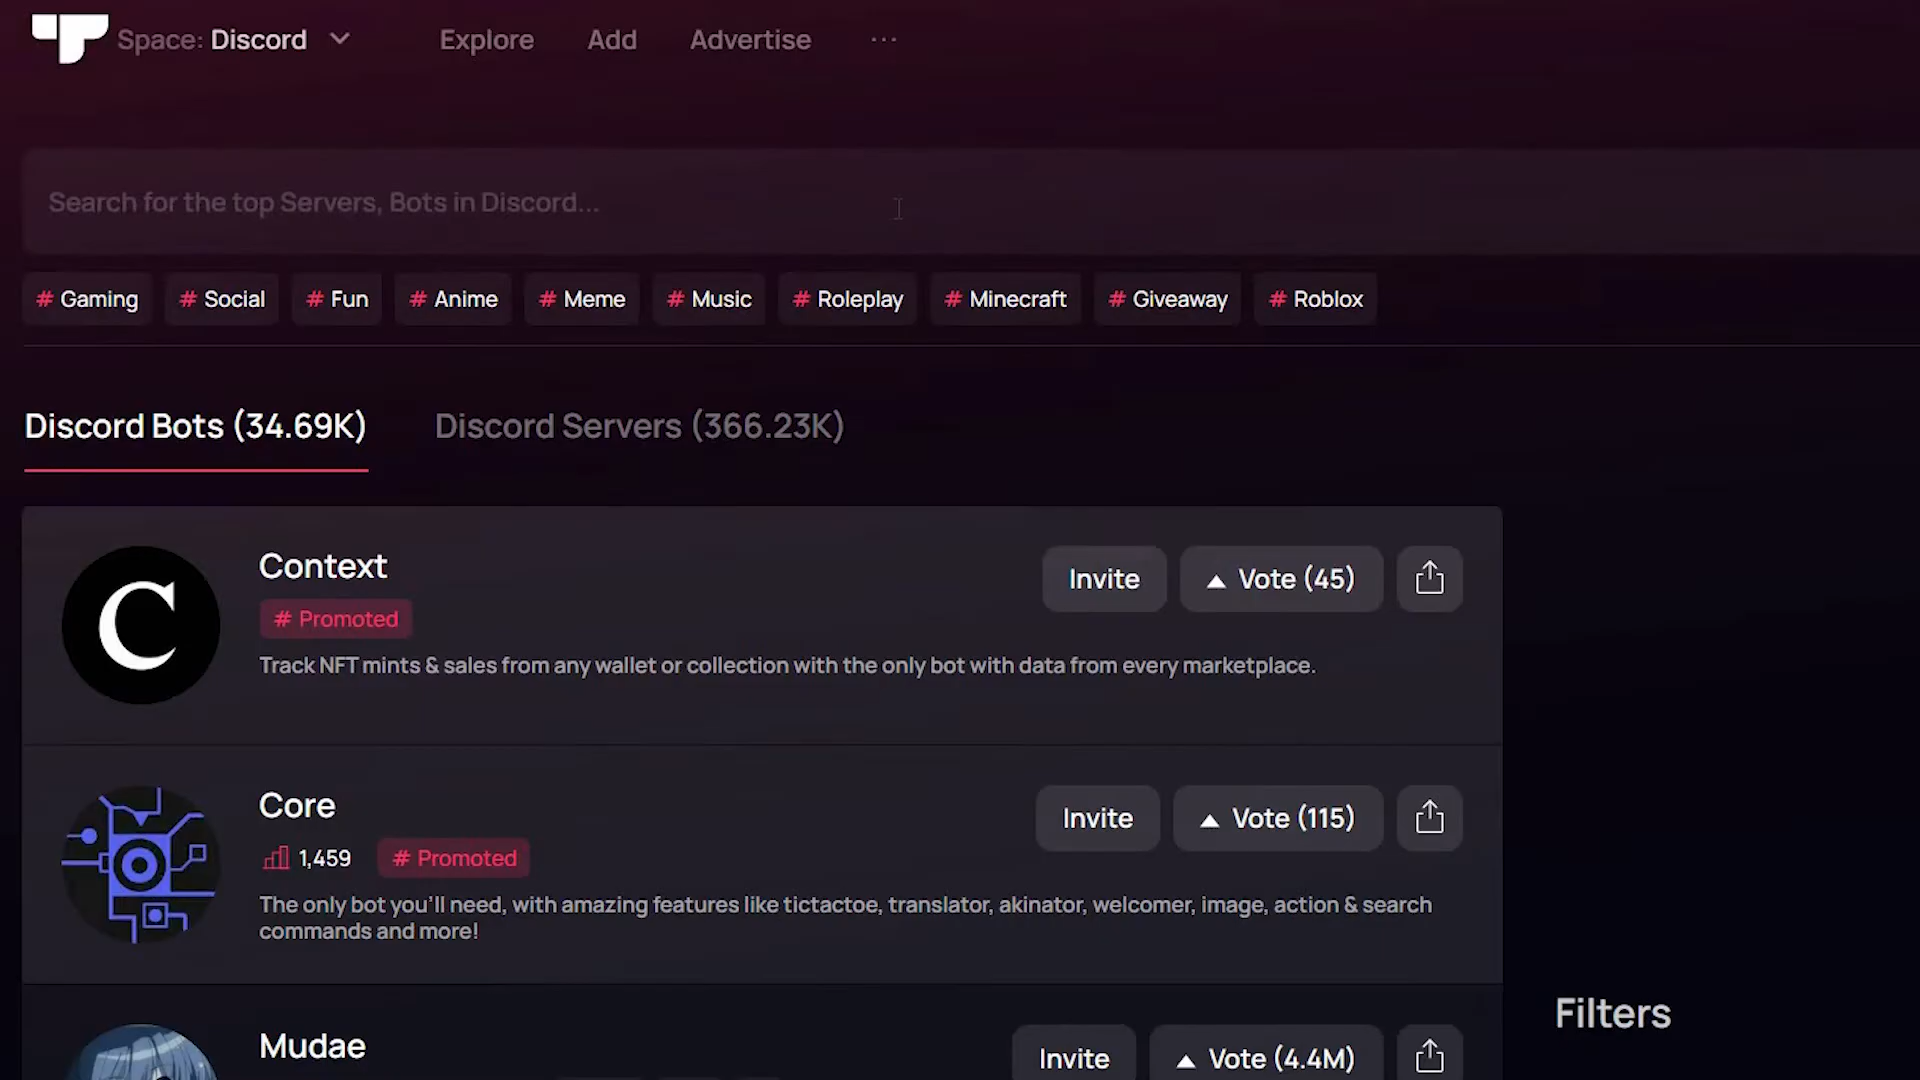 Space: Discord
Explore
Add
Advertise
...
Search for the top Servers, Bots in Discord...
# Gaming
# Social
# Fun
# Anime
# Meme
# Music
# Roleplay
# Minecraft
# Giveaway
# Roblox
Discord Bots (34.69K)
Discord Servers (366.23K)
Context
Invite
Vote (45)
# Promoted
Track NFT mints & sales from any wallet or collection with the only bot with data from every marketplace.
Core
Invite
Vote (115)
1,459
# Promoted
The only bot you'll need, with amazing features like tictactoe, translator, akinator, welcomer, image, action & search
commands and more!
Mudae
Invite
Vote (4.4M)
Filters